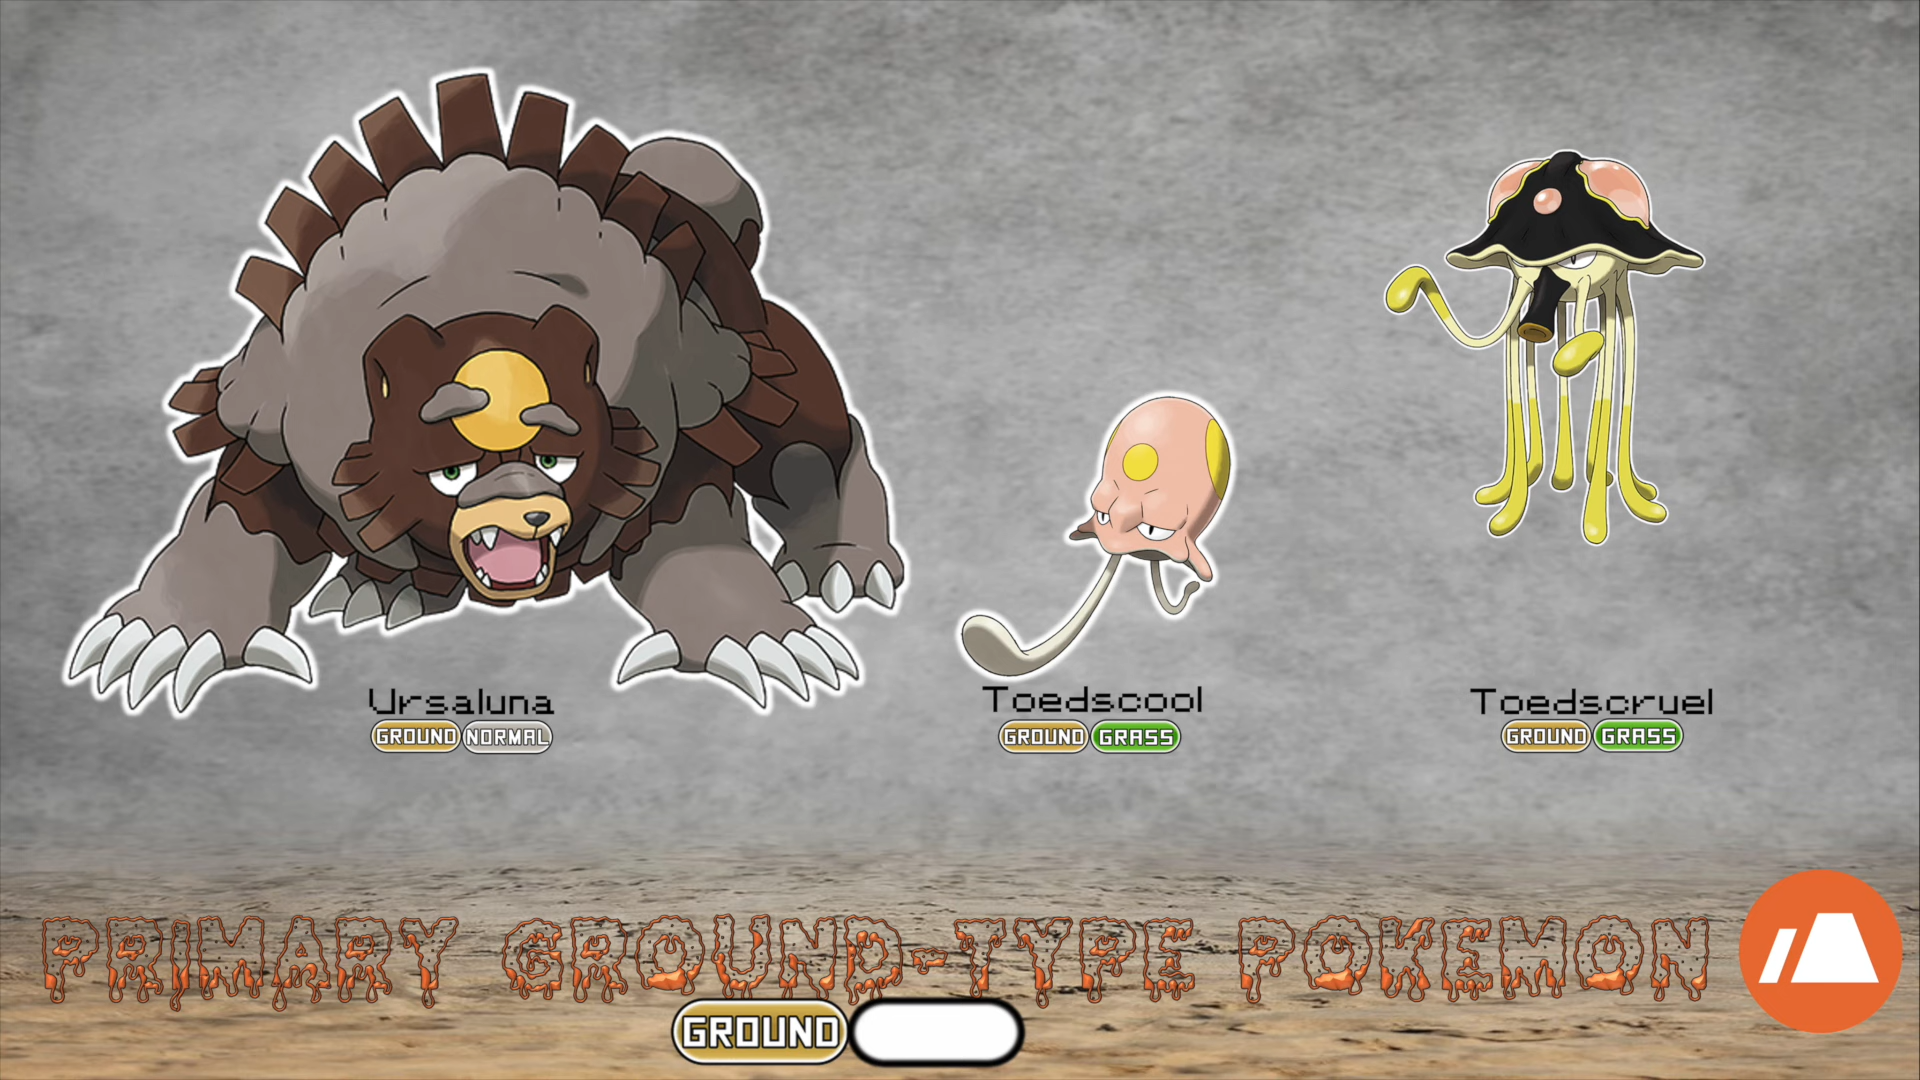 Ursaluna
GROUND NORMAL
Toedscool
GROUND GRASS
Toedscruel
GROUND GRASS
PRIMARY GROUND-TYPE POKEMON
GROUND